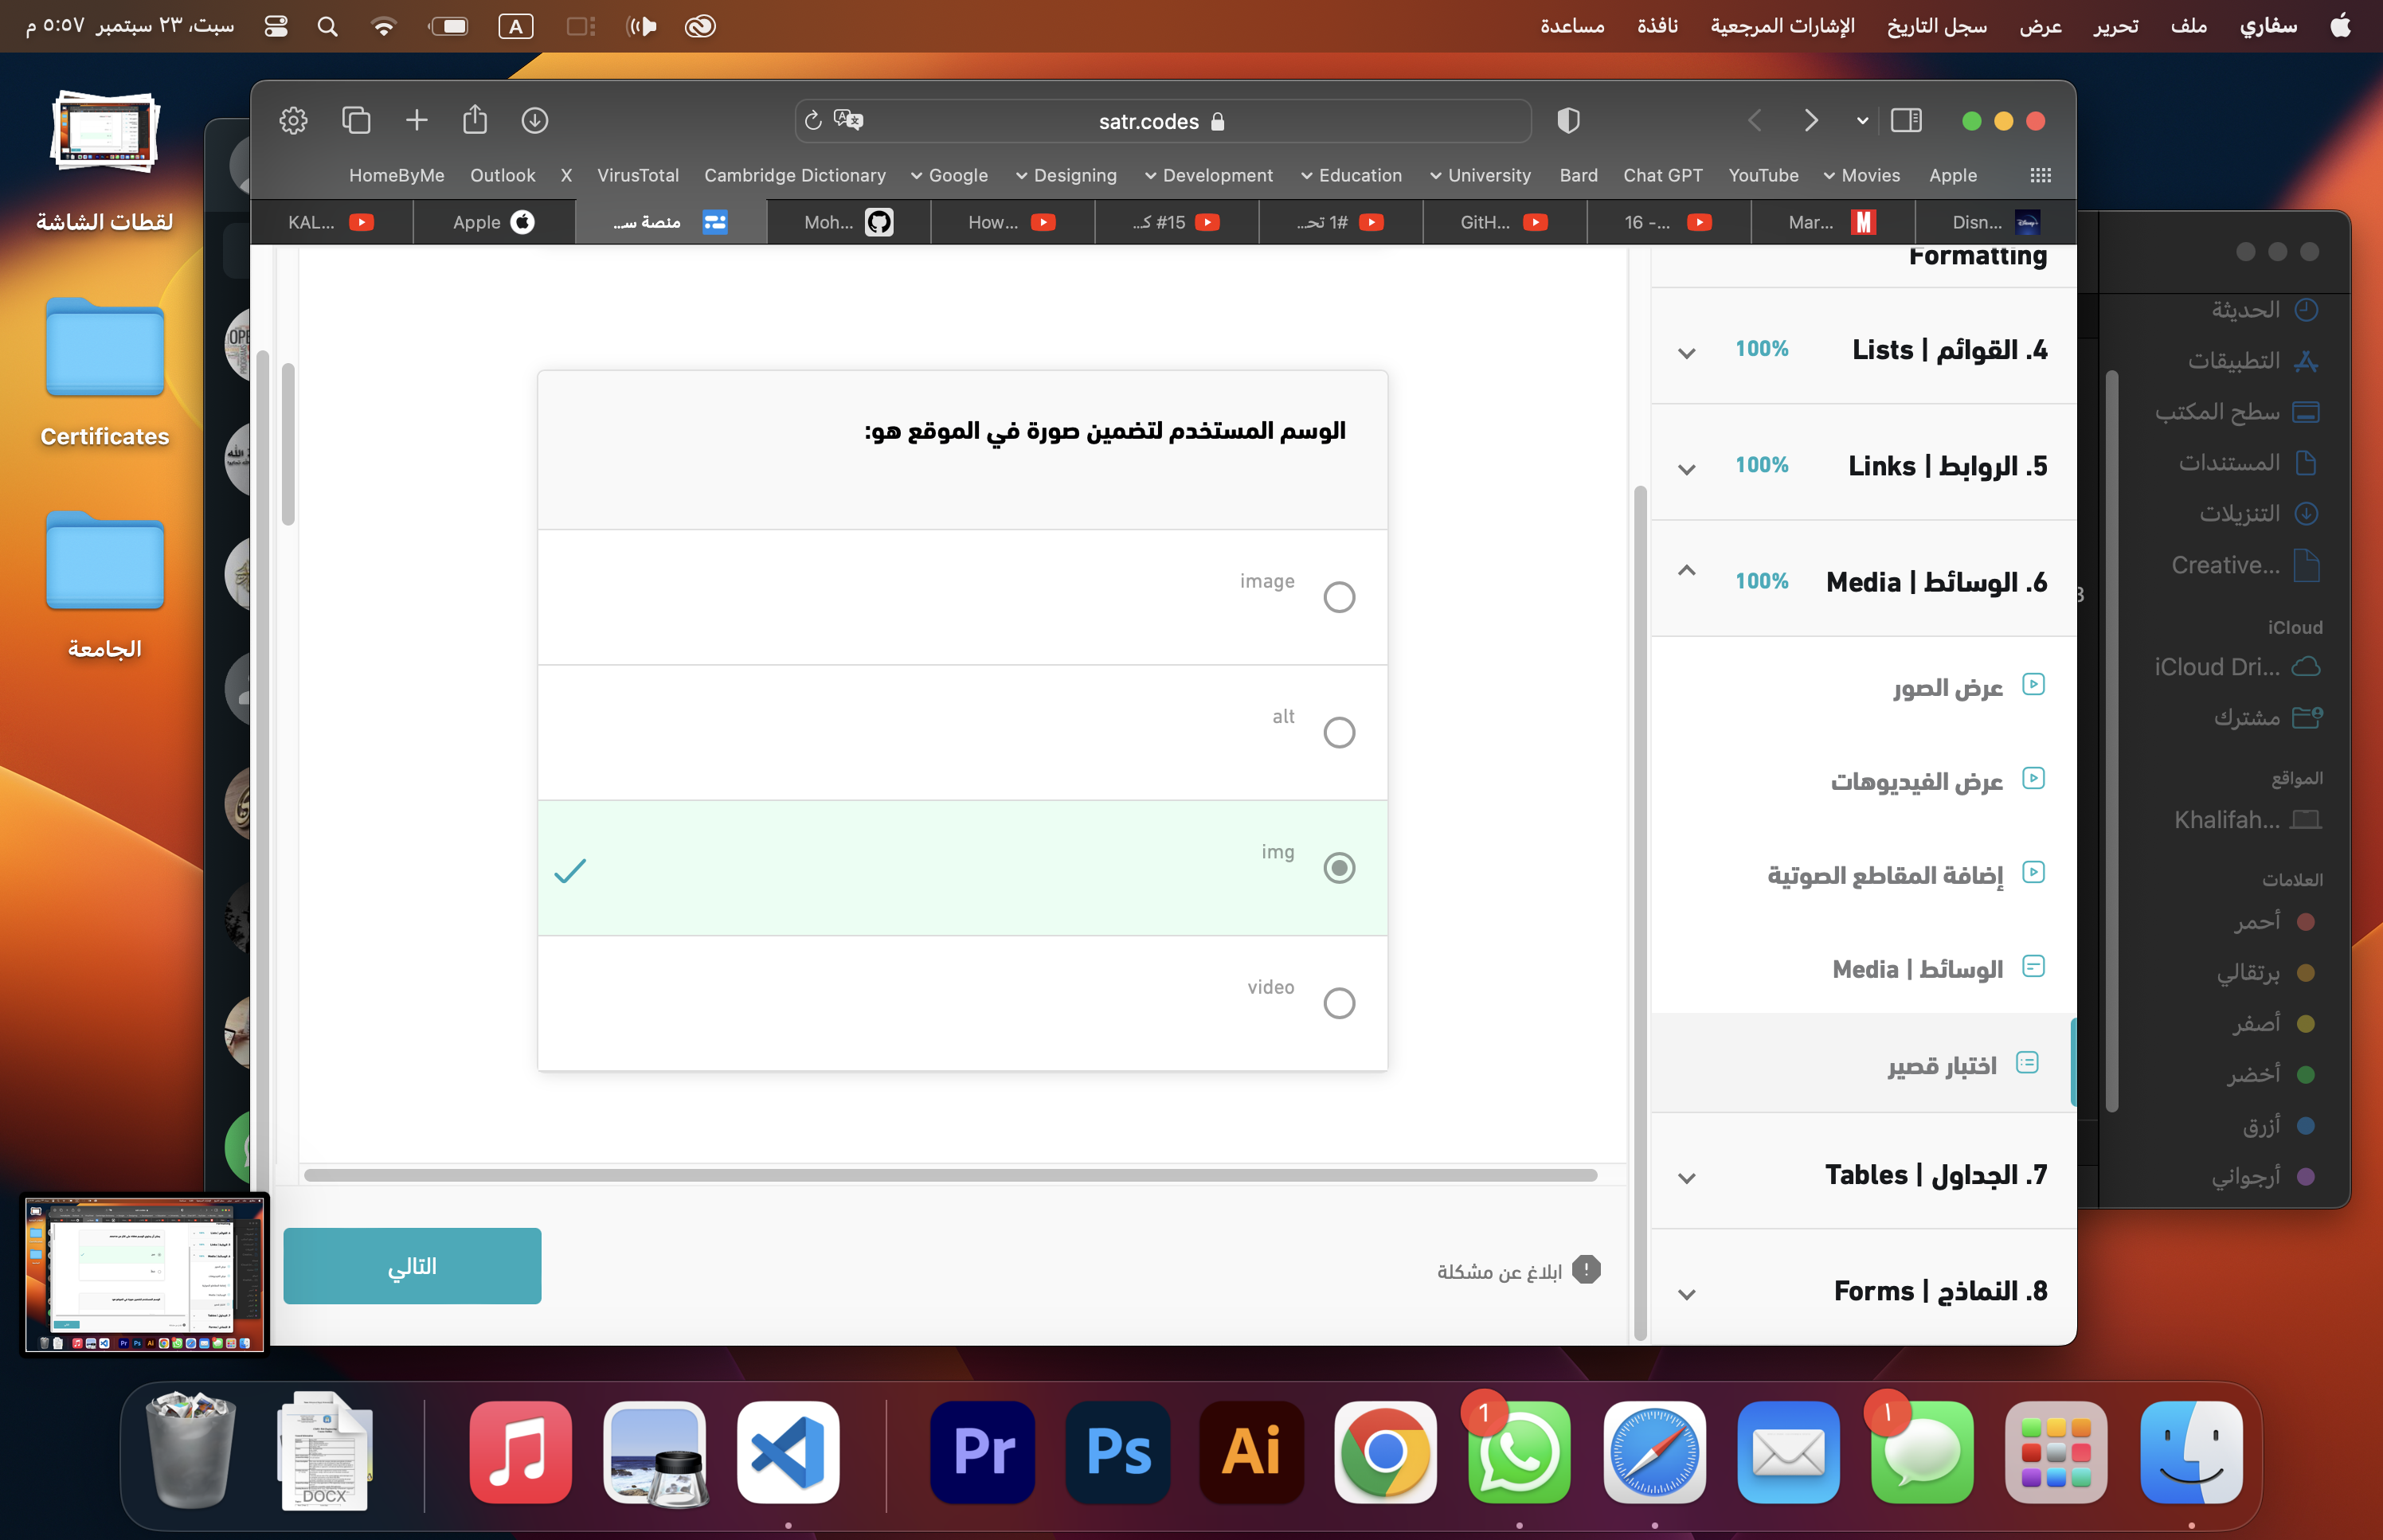 سفاري ملف تحرير عرض سجل التاريخ الإشارات المرجعية نافذة مساعدة
A سبت، ٢٣ سبتمبر ٥:٥٧ م
satr.codes
HomeByMe Outlook X VirusTotal Cambridge Dictionary Google Designing Development Education University Bard Chat GPT YouTube Movies Apple
KAL... Apple منصة سـ... Moh... How... #15 كـ... #1 تحـ... GitH... 16 -... Mar... Disn...
لقطات الشاشة
Certificates
الجامعة
Formatting
4. القوائم | Lists 100%
5. الروابط | Links 100%
6. الوسائط | Media 100%
عرض الصور
عرض الفيديوهات
إضافة المقاطع الصوتية
الوسائط | Media
اختبار قصير
7. الجداول | Tables
8. النماذج | Forms
الوسم المستخدم لتضمين صورة في الموقع هو:
image
alt
img
video
ابلاغ عن مشكلة
التالي
الحديثة
التطبيقات
سطح المكتب
المستندات
التنزيلات
Creative...
iCloud
iCloud Dri...
مشترك
المواقع
Khalifah...
العلامات
أحمر
برتقالي
أصفر
أخضر
أزرق
أرجواني
DOCX
Pr
Ps
Ai
1
١